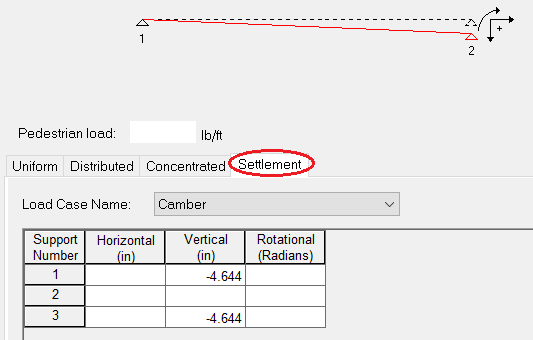 1
+
2
Pedestrian load: lb/ft
Uniform Distributed Concentrated Settlement
Load Case Name: Camber
Support Number Horizontal (in) Vertical (in) Rotational (Radians)
1 -4.644
2
3 -4.644